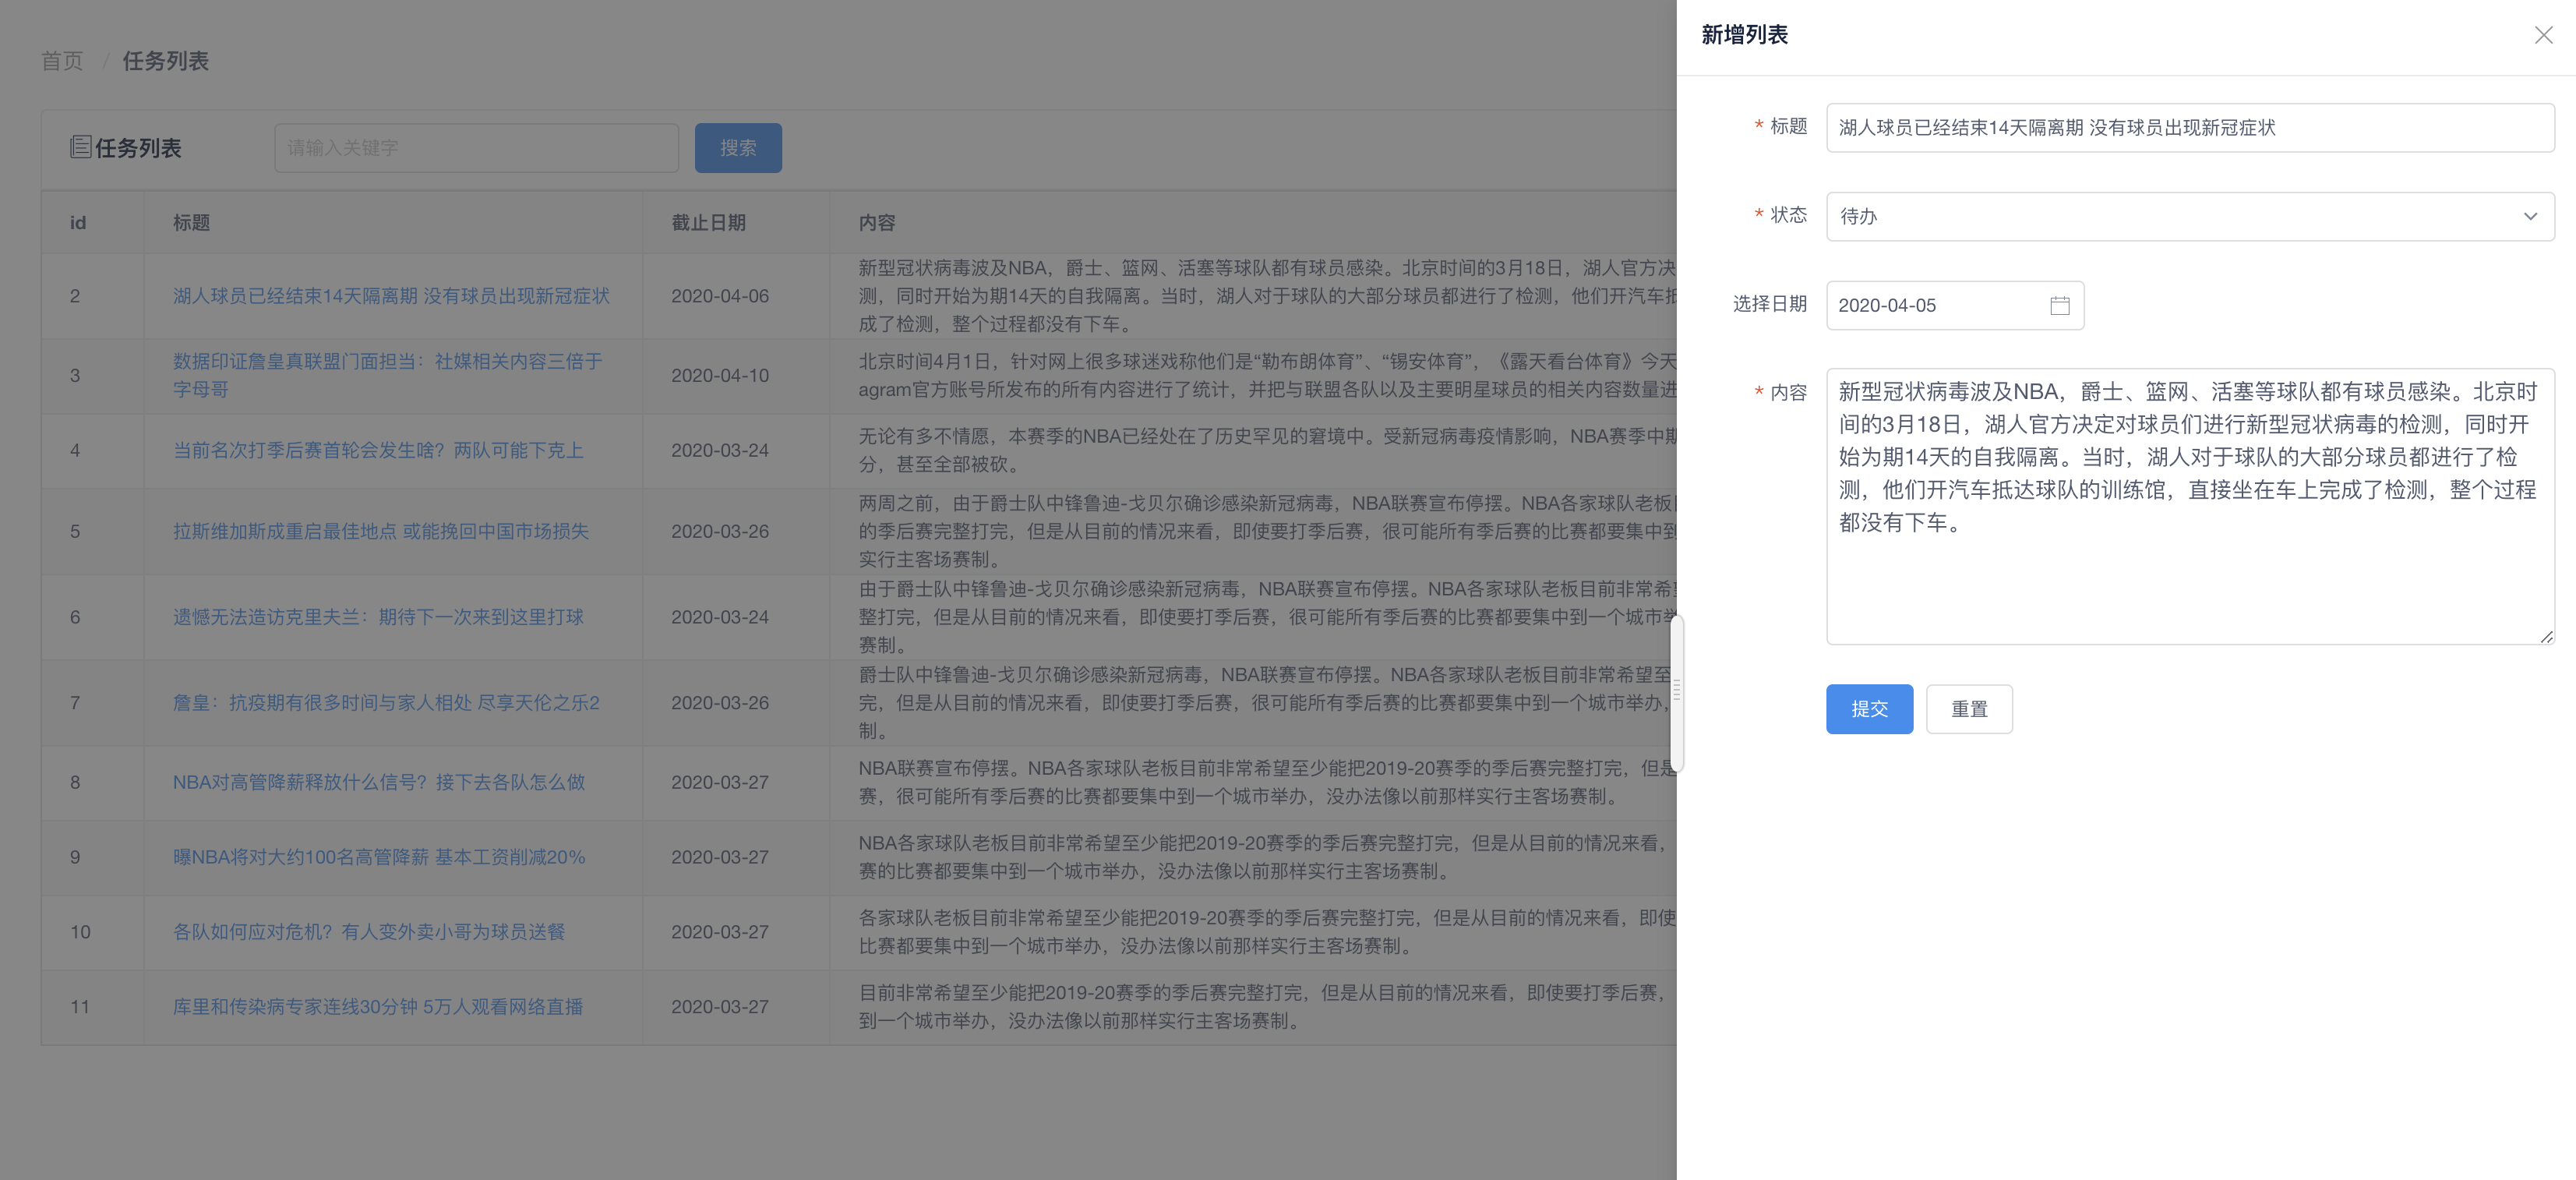 首页 / 任务列表
任务列表
请输入关键字
搜索
id 标题 截止日期 内容
2 湖人球员已经结束14天隔离期 没有球员出现新冠症状 2020-04-06
新型冠状病毒波及NBA，爵士、篮网、活塞等球队都有球员感染。北京时间的3月18日，湖人官方决
测，同时开始为期14天的自我隔离。当时，湖人对于球队的大部分球员都进行了检测，他们开汽车抵
成了检测，整个过程都没有下车。
3 数据印证詹皇真联盟门面担当：社媒相关内容三倍于
字母哥
2020-04-10
北京时间4月1日，针对网上很多球迷戏称他们是“勒布朗体育”、“锡安体育”，《露天看台体育》今天
agram官方账号所发布的所有内容进行了统计，并把与联盟各队以及主要明星球员的相关内容数量进
4 当前名次打季后赛首轮会发生啥？两队可能下克上 2020-03-24
无论有多不情愿，本赛季的NBA已经处在了历史罕见的窘境中。受新冠病毒疫情影响，NBA赛季中期
分，甚至全部被砍。
5 拉斯维加斯成重启最佳地点 或能挽回中国市场损失 2020-03-26
两周之前，由于爵士队中锋鲁迪-戈贝尔确诊感染新冠病毒，NBA联赛宣布停摆。NBA各家球队老板
的季后赛完整打完，但是从目前的情况来看，即使要打季后赛，很可能所有季后赛的比赛都要集中到
实行主客场赛制。
6 遗憾无法造访克里夫兰：期待下一次来到这里打球 2020-03-24
由于爵士队中锋鲁迪-戈贝尔确诊感染新冠病毒，NBA联赛宣布停摆。NBA各家球队老板目前非常希
整打完，但是从目前的情况来看，即使要打季后赛，很可能所有季后赛的比赛都要集中到一个城市
赛制。
7 詹皇：抗疫期有很多时间与家人相处 尽享天伦之乐2 2020-03-26
爵士队中锋鲁迪-戈贝尔确诊感染新冠病毒，NBA联赛宣布停摆。NBA各家球队老板目前非常希望至
完，但是从目前的情况来看，即使要打季后赛，很可能所有季后赛的比赛都要集中到一个城市举办，
制。
8 NBA对高管降薪释放什么信号？接下去各队怎么做 2020-03-27
NBA联赛宣布停摆。NBA各家球队老板目前非常希望至少能把2019-20赛季的季后赛完整打完，但是
赛，很可能所有季后赛的比赛都要集中到一个城市举办，没办法像以前那样实行主客场赛制。
9 曝NBA将对大约100名高管降薪 基本工资削减20% 2020-03-27
NBA各家球队老板目前非常希望至少能把2019-20赛季的季后赛完整打完，但是从目前的情况来看，
赛的比赛都要集中到一个城市举办，没办法像以前那样实行主客场赛制。
10 各队如何应对危机？有人变外卖小哥为球员送餐 2020-03-27
各家球队老板目前非常希望至少能把2019-20赛季的季后赛完整打完，但是从目前的情况来看，即使
比赛都要集中到一个城市举办，没办法像以前那样实行主客场赛制。
11 库里和传染病专家连线30分钟 5万人观看网络直播 2020-03-27
目前非常希望至少能把2019-20赛季的季后赛完整打完，但是从目前的情况来看，即使要打季后赛，
到一个城市举办，没办法像以前那样实行主客场赛制。
新增列表
* 标题 湖人球员已经结束14天隔离期 没有球员出现新冠症状
* 状态 待办
选择日期 2020-04-05
* 内容
新型冠状病毒波及NBA，爵士、篮网、活塞等球队都有球员感染。北京时
间的3月18日，湖人官方决定对球员们进行新型冠状病毒的检测，同时开
始为期14天的自我隔离。当时，湖人对于球队的大部分球员都进行了检
测，他们开汽车抵达球队的训练馆，直接坐在车上完成了检测，整个过程
都没有下车。
提交 重置